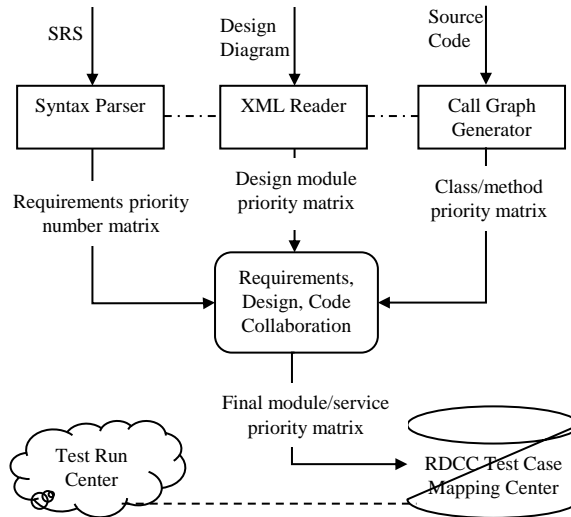 SRS
Design
Diagram
Source
Code
Syntax Parser
XML Reader
Call Graph
Generator
Requirements priority
number matrix
Design module
priority matrix
Class/method
priority matrix
Requirements,
Design, Code
Collaboration
Final module/service
priority matrix
Test Run
Center
RDCC Test Case
Mapping Center